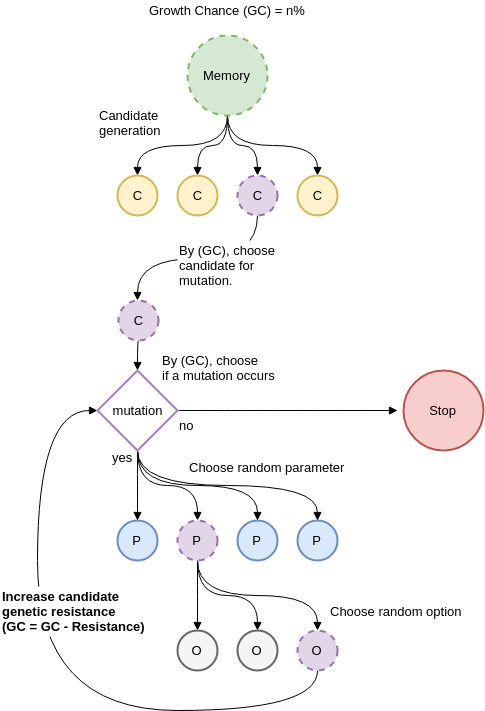 Growth Chance (GC) = n%
Memory
Candidate
generation
C
C
C
C
By (GC), choose
candidate for
mutation.
C
By (GC), choose
if a mutation occurs
mutation
Stop
no
yes
Choose random parameter
P
P
P
P
Increase candidate
genetic resistance
(GC = GC - Resistance)
Choose random option
O
O
O